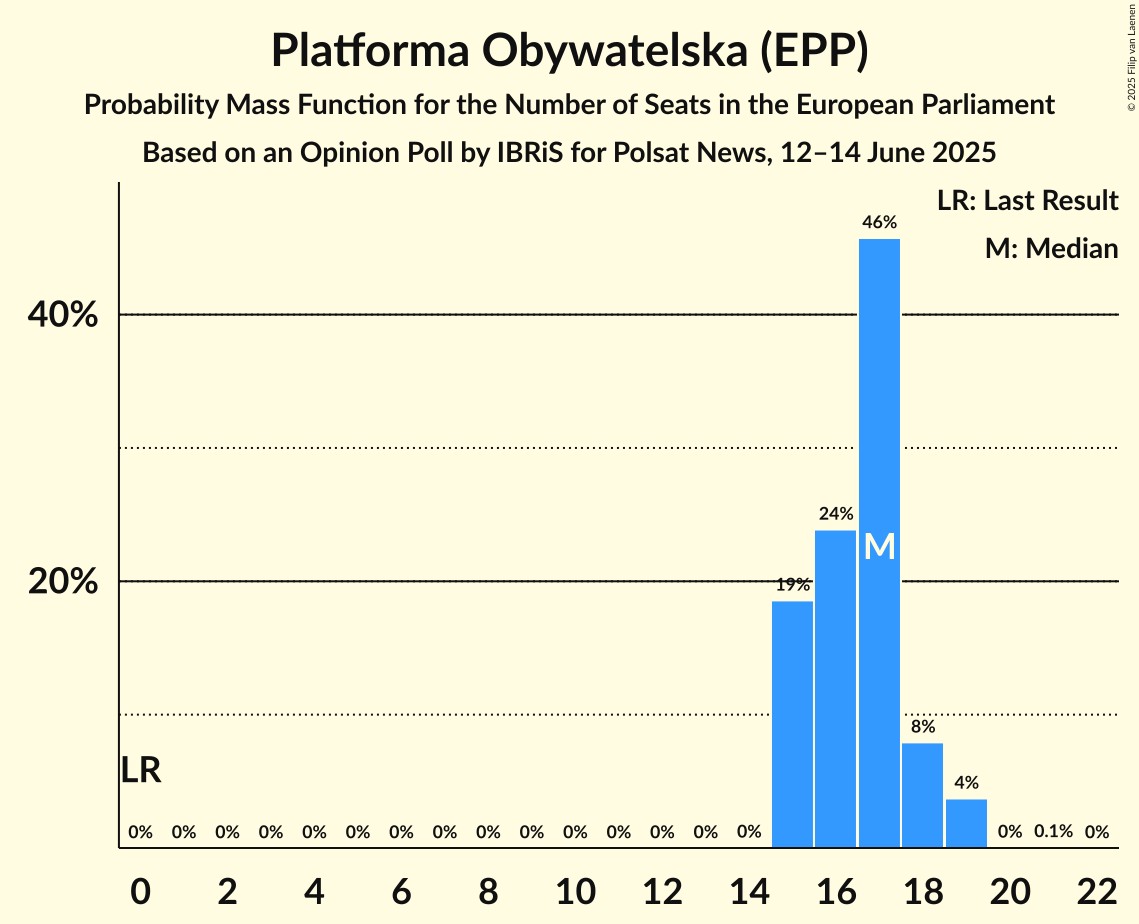 Platforma Obywatelska (EPP)
Probability Mass Function for the Number of Seats in the European Parliament
Based on an Opinion Poll by IBRiS for Polsat News, 12–14 June 2025
© 2025 Filip van Laenen
LR: Last Result
M: Median
46%
40%
24%
M
20%
19%
8%
LR
4%
0% 0% 0% 0% 0% 0% 0% 0% 0% 0% 0% 0% 0% 0% 0% 0% 0.1% 0%
0 2 4 6 8 10 12 14 16 18 20 22